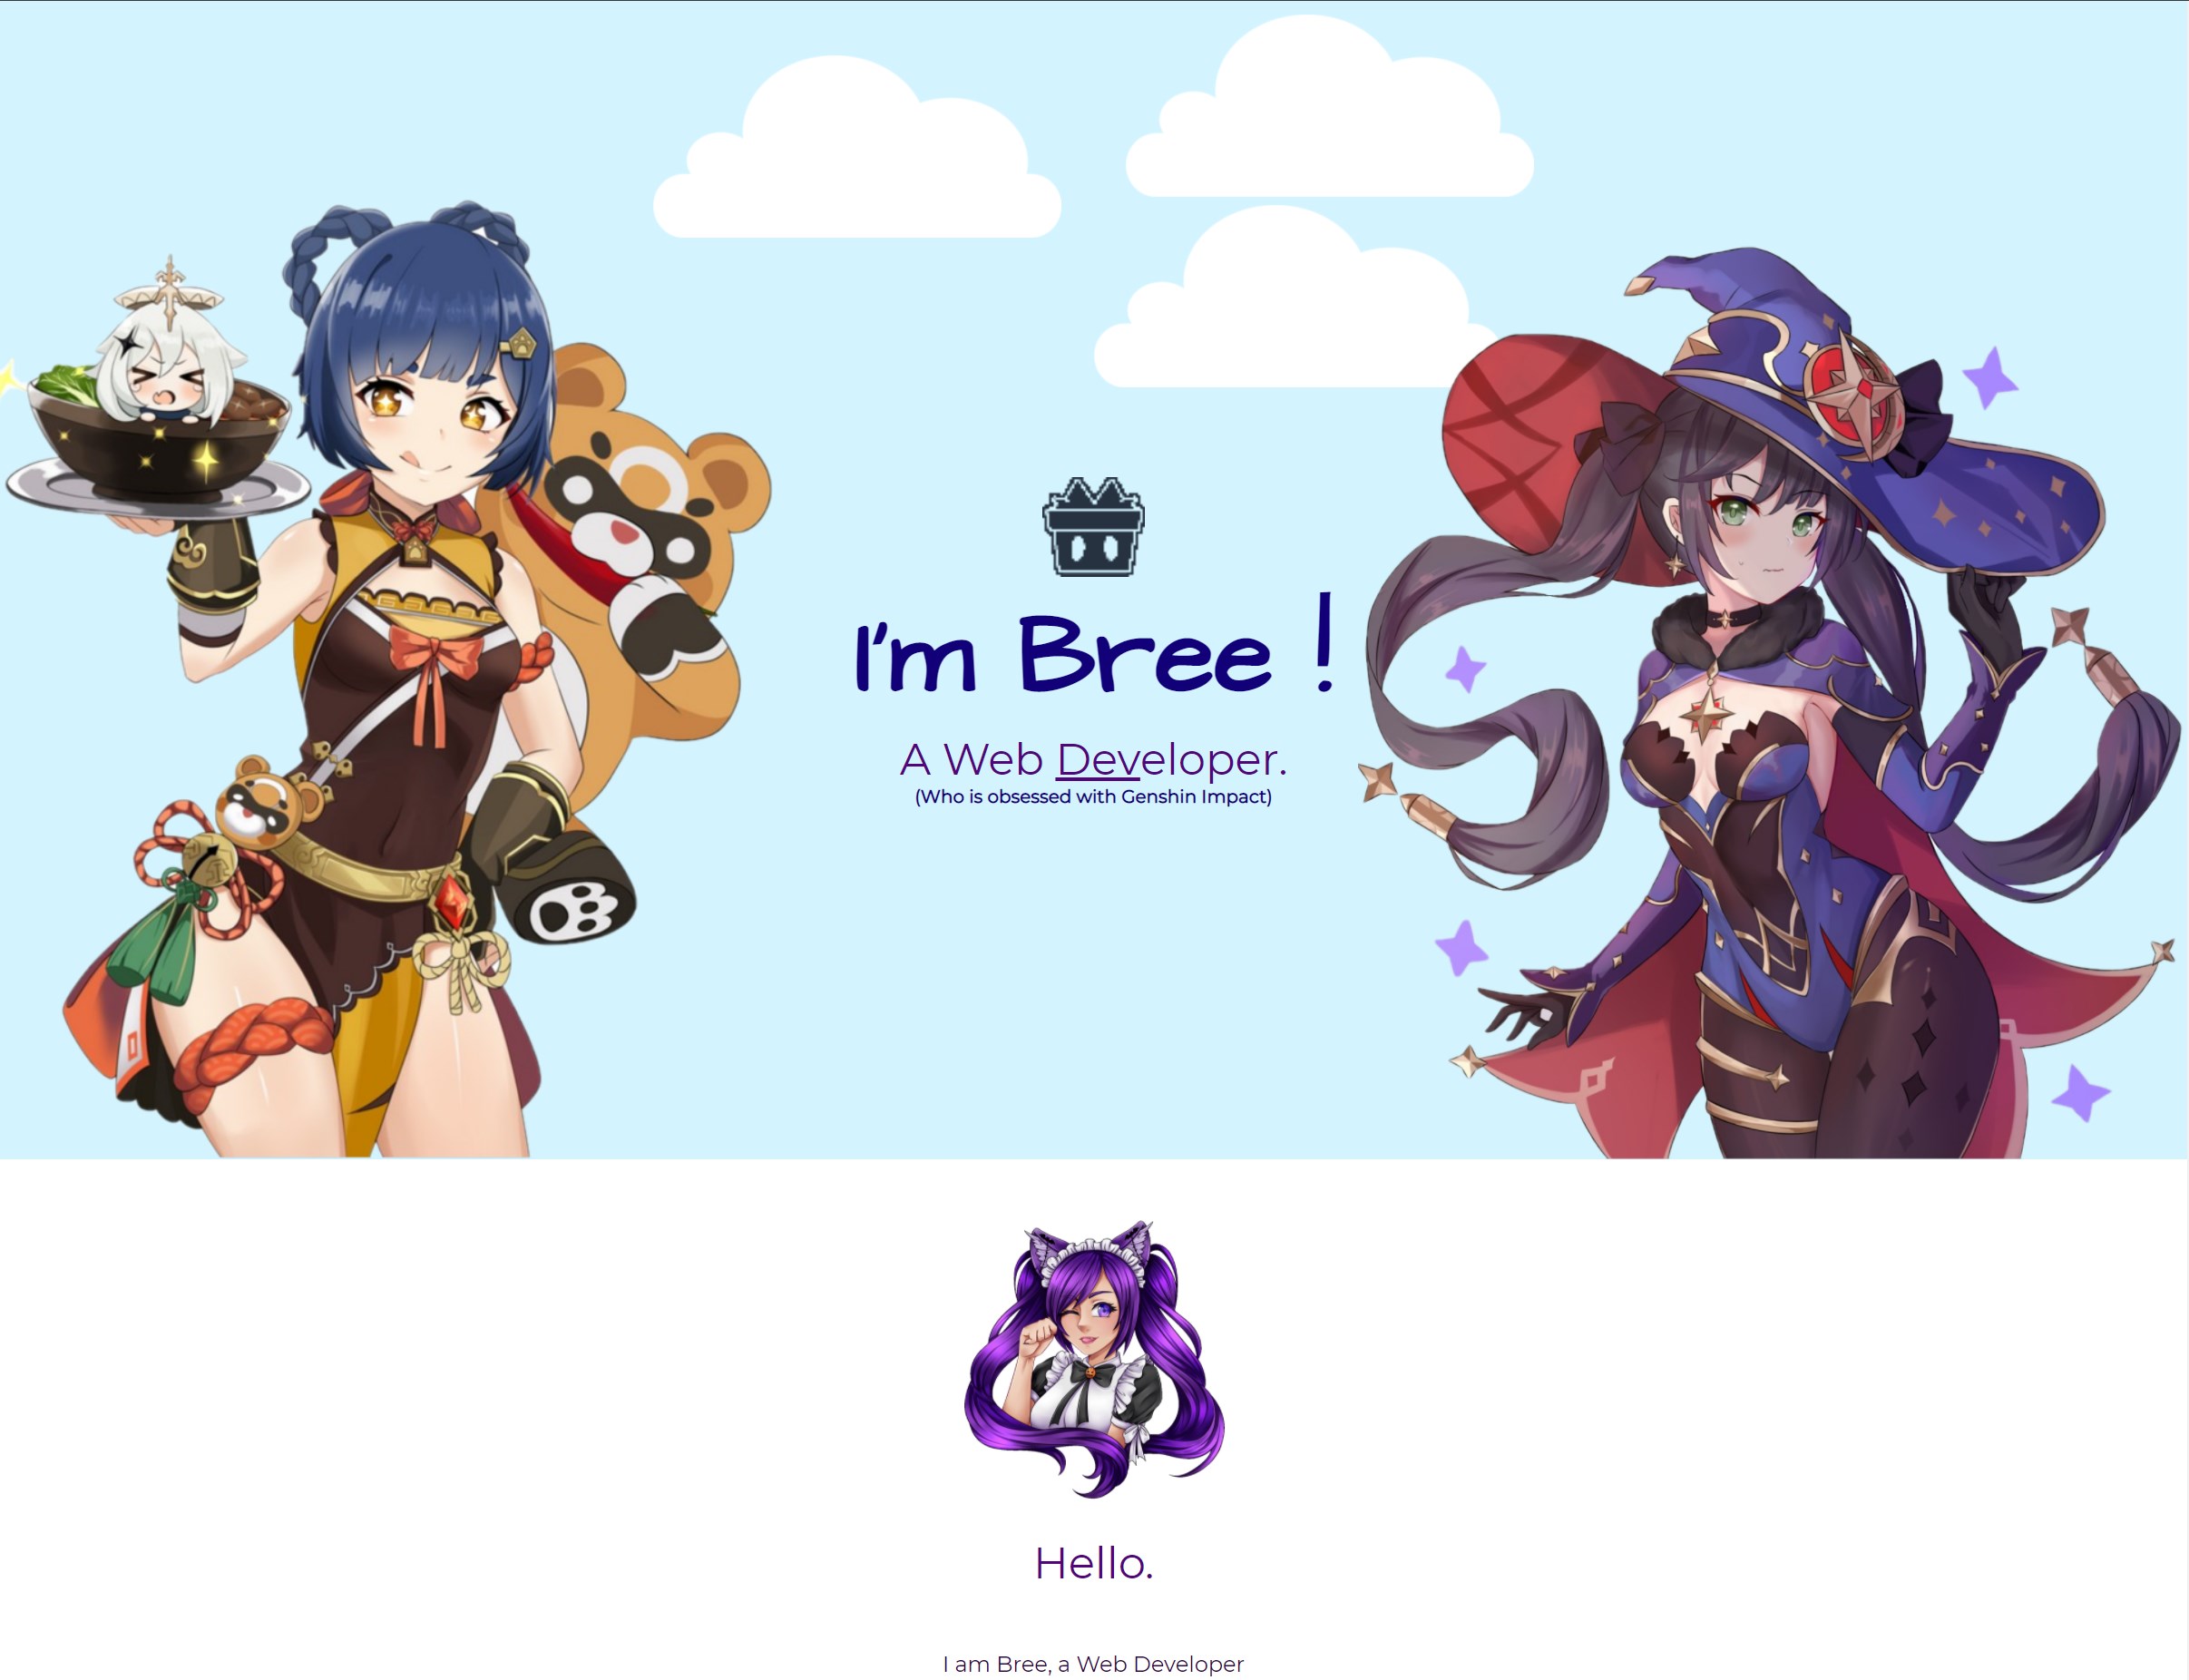 I'm Bree !
A Web Developer.
(Who is obsessed with Genshin Impact)
Hello.
I am Bree, a Web Developer